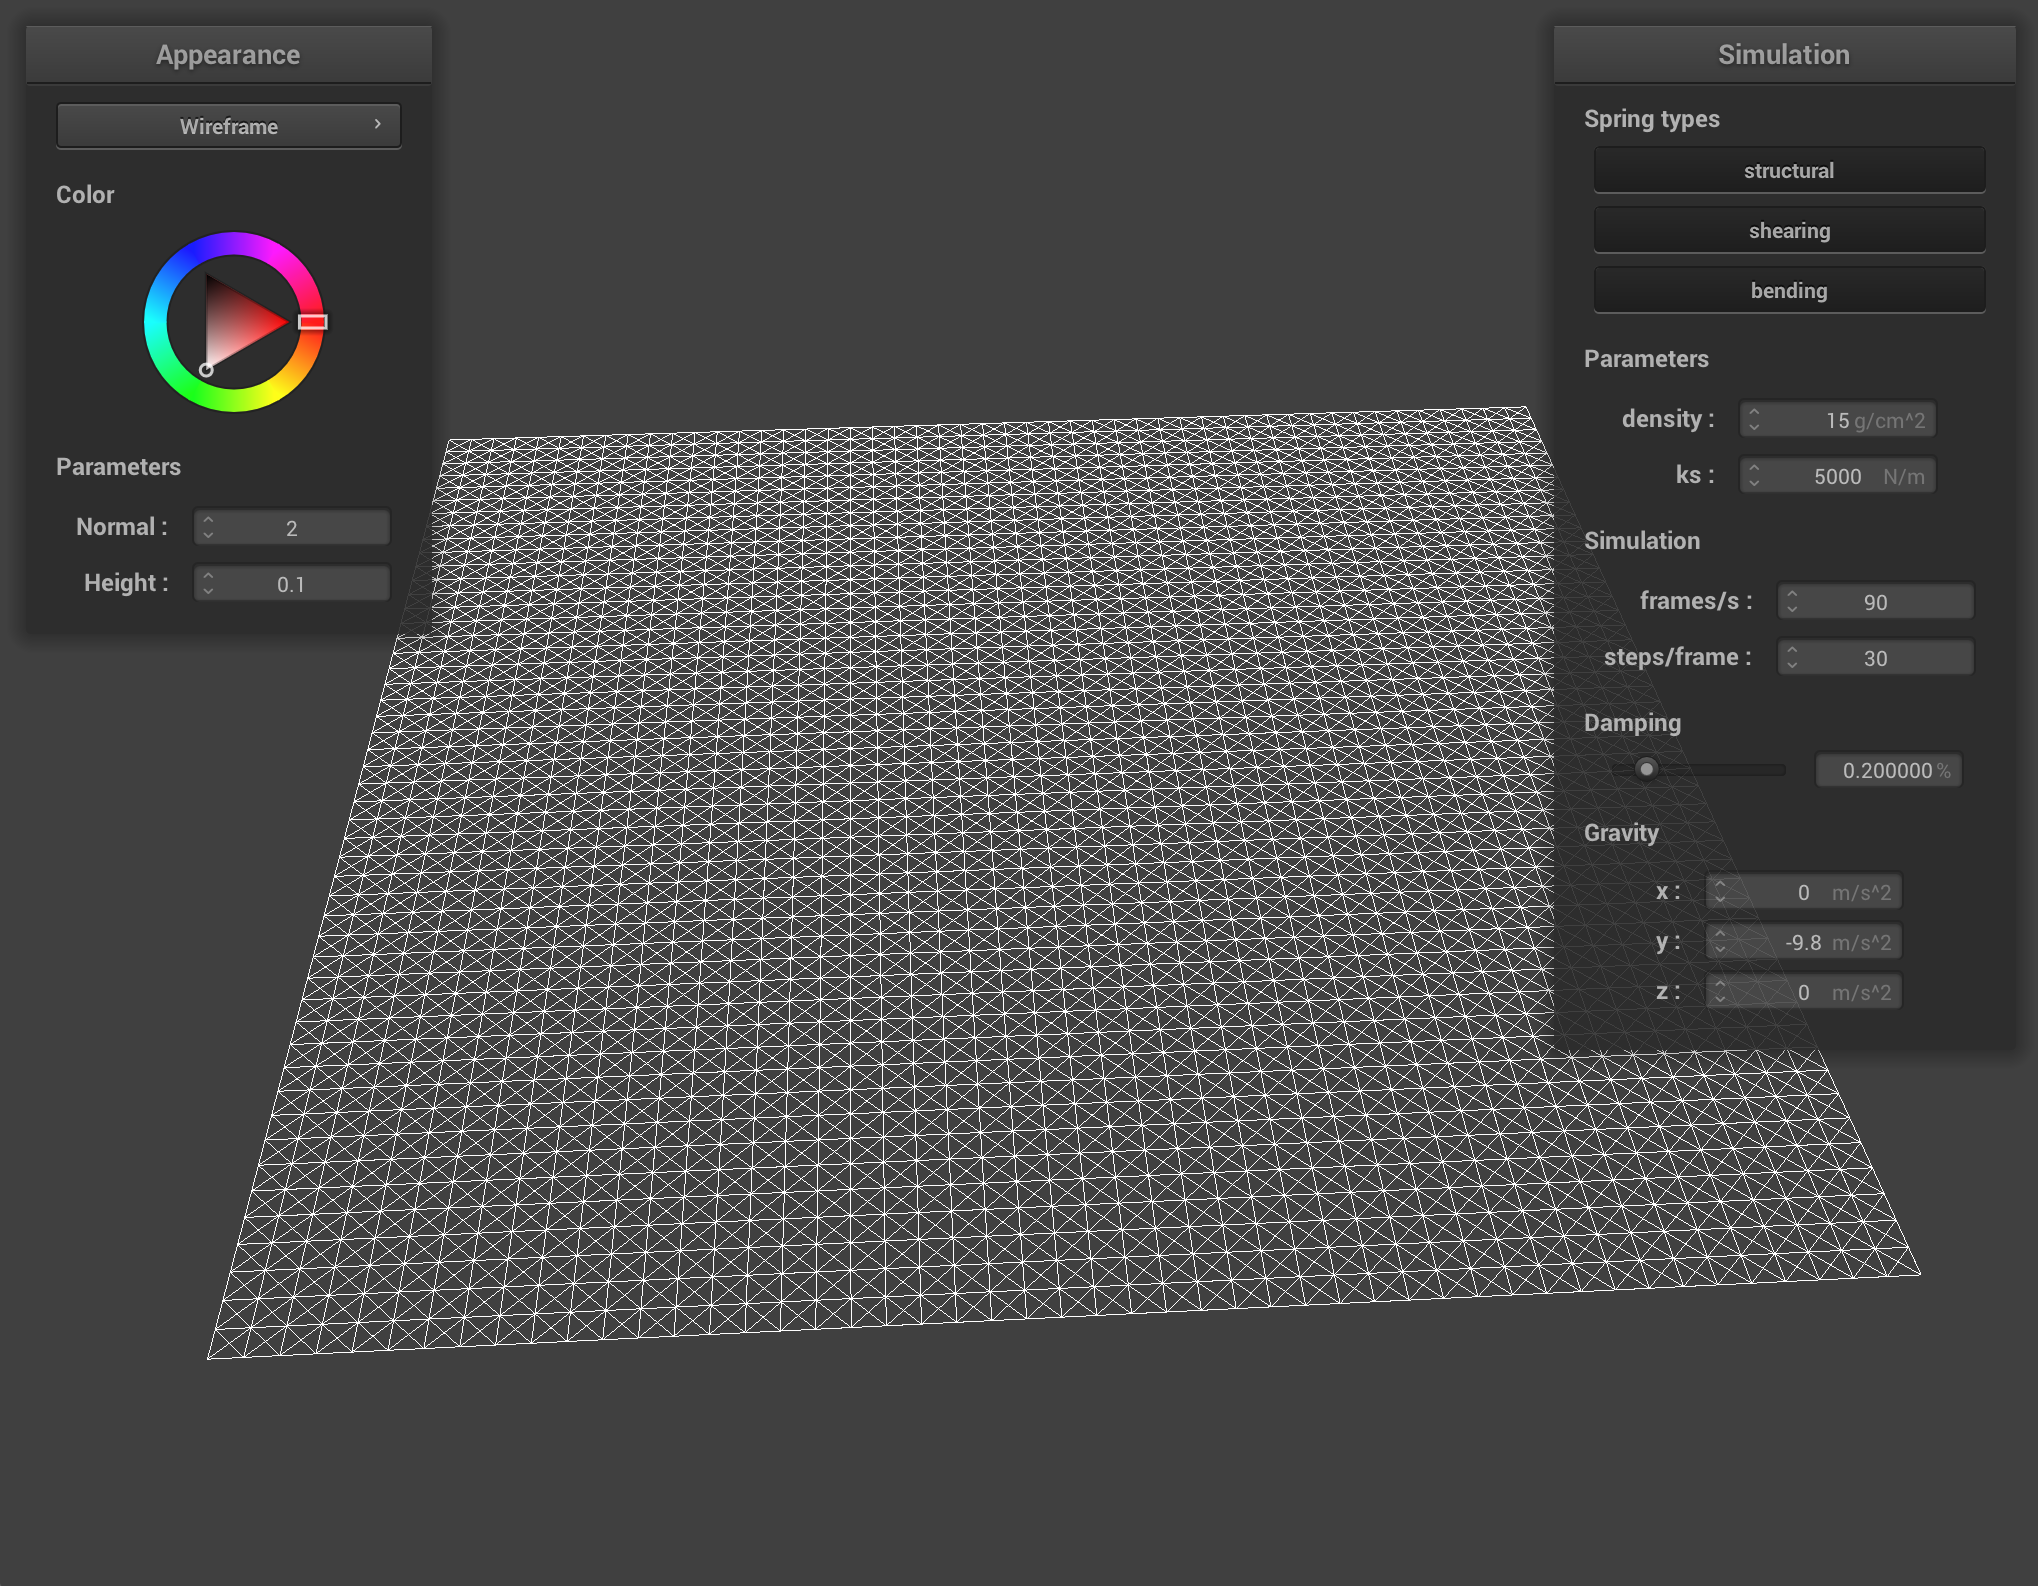 Appearance
Wireframe
Color
Parameters
Normal : 2
Height : 0.1
Simulation
Spring types
structural
shearing
bending
Parameters
density : 15 g/cm^2
ks : 5000 N/m
Simulation
frames/s : 90
steps/frame : 30
Damping
0.200000 %
Gravity
x : 0 m/s^2
y : -9.8 m/s^2
z : 0 m/s^2